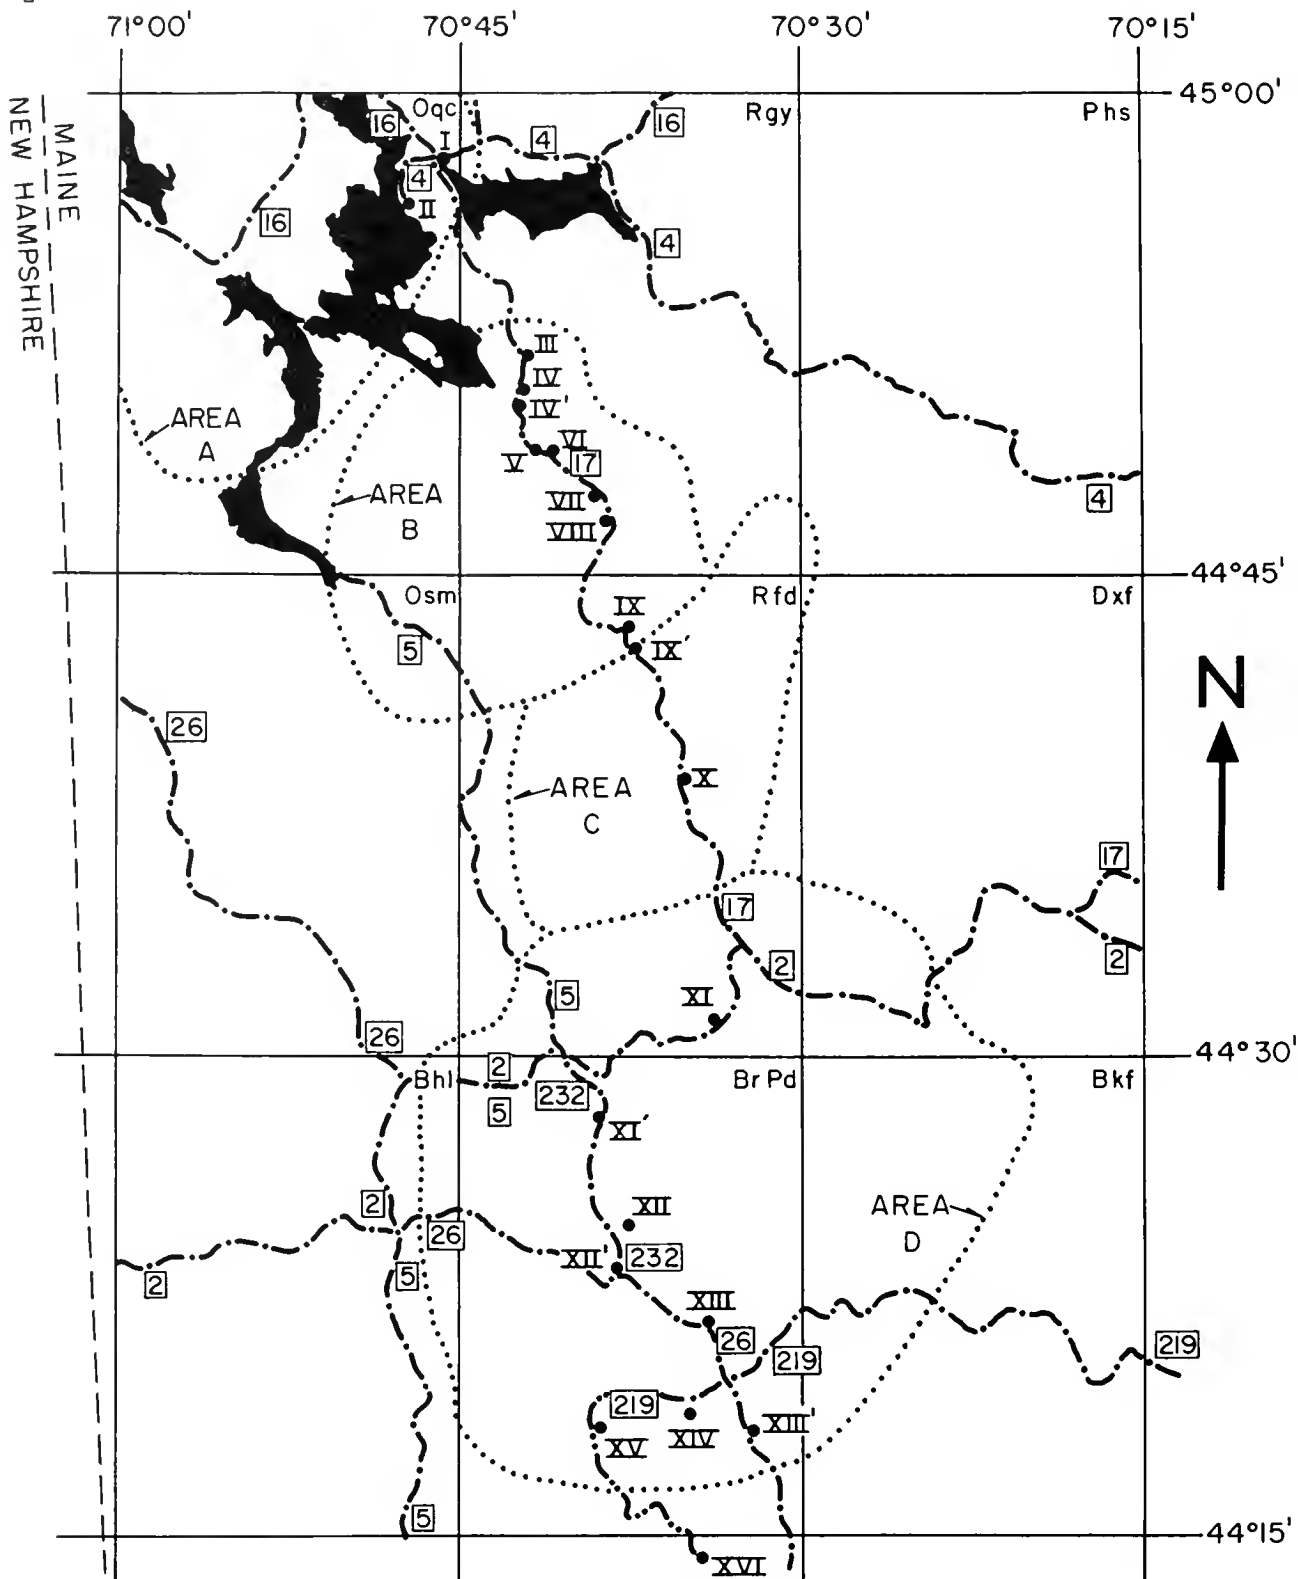 71°00' 70°45' 70°30' 70°15'
45°00'
Oqc Rgy Phs
16 16
I
4
4
MAINE
NEW HAMPSHIRE
II
16
4
III
IV
IV'
AREA
A
VI
V 17
AREA
B
VII
VIII
4
44°45'
Osm Rfd Dxf
IX
5 IX'
N
26
X
AREA
C
17
17
2
2
XI
5
26
44°30'
Bhl 2 BrPd Bkf
232
5
XI'
2
XII
AREA
D
26
XII' 232
5
2
XIII
26
219
219
219
XIV
XIII'
XV
5
44°15'
XVI